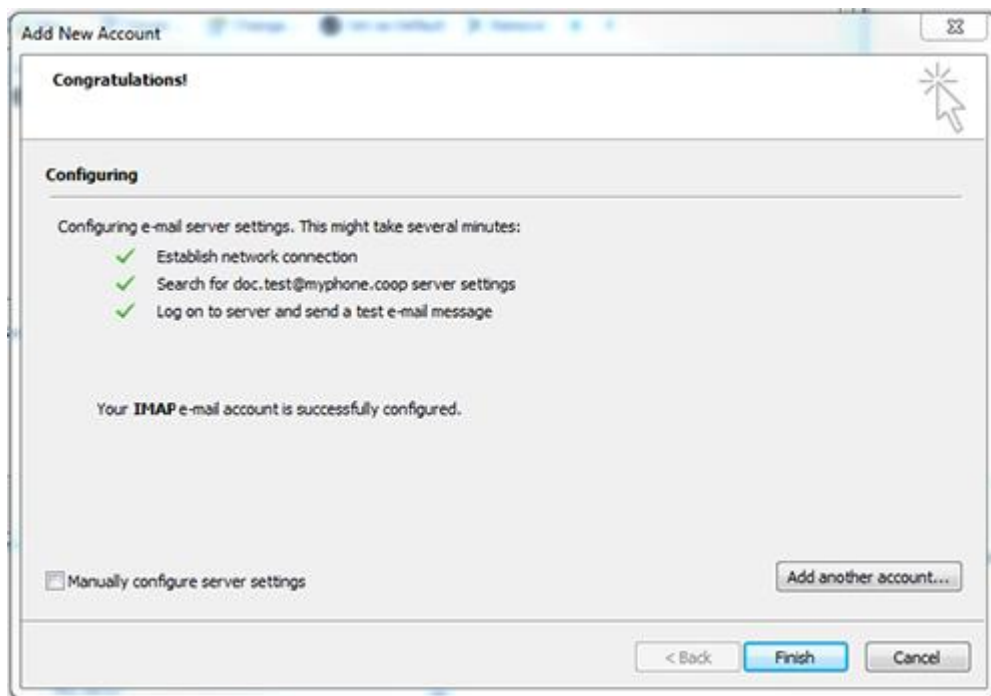 Add New Account
Congratulations!
Configuring
Configuring e-mail server settings. This might take several minutes:
Establish network connection
Search for doc.test@myphone.coop server settings
Log on to server and send a test e-mail message
Your IMAP e-mail account is successfully configured.
Manually configure server settings
Add another account...
< Back
Finish
Cancel